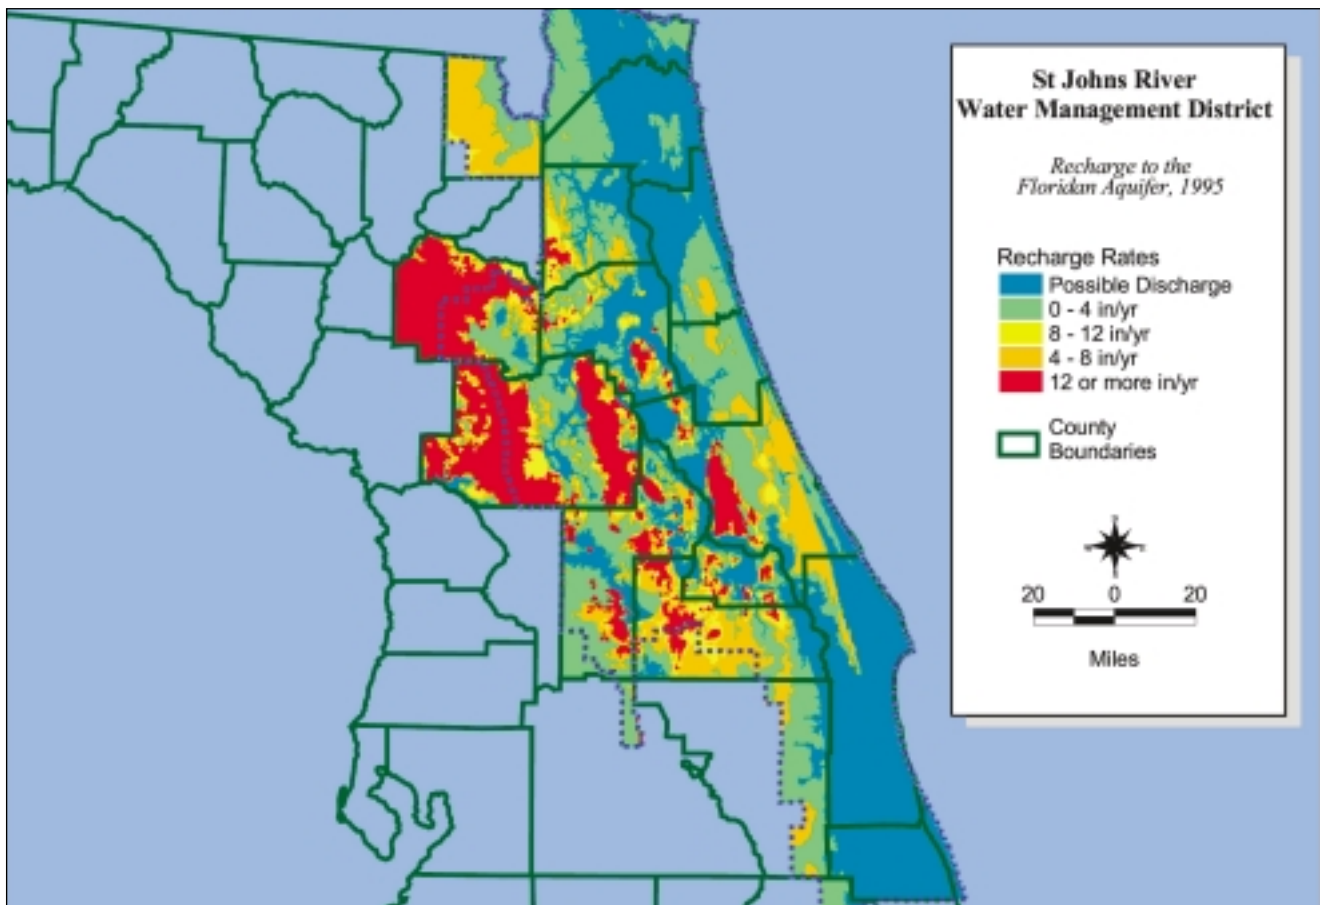 St Johns River
Water Management District
Recharge to the
Floridan Aquifer, 1995
Recharge Rates
Possible Discharge
0 - 4 in/yr
8 - 12 in/yr
4 - 8 in/yr
12 or more in/yr
County
Boundaries
20 0 20
Miles